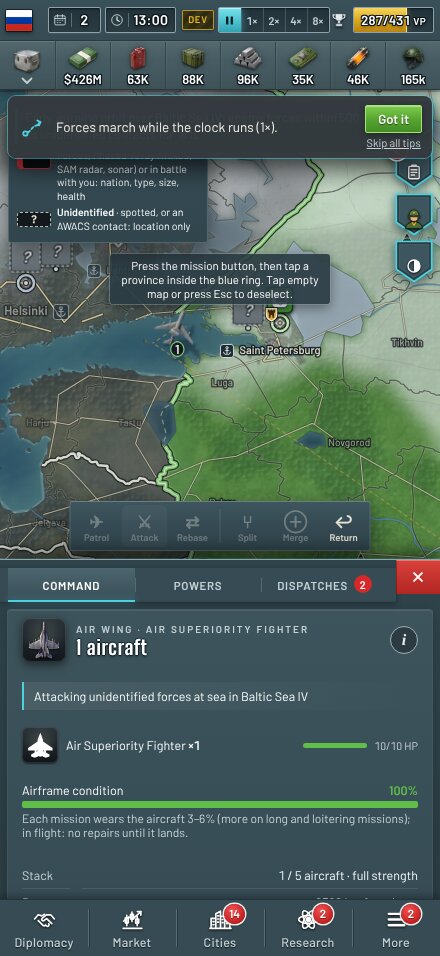 2
13:00
DEV
1×
2×
4×
8×
287/431 VP
$426M
63K
88K
96K
35K
46K
165k
Forces march while the clock runs (1×).
Got it
Skip all tips
SAM radar, sonar) or in battle
with you: nation, type, size,
health
?
Unidentified · spotted, or an
AWACS contact: location only
? ?
Press the mission button, then tap a
province inside the blue ring. Tap empty
map or press Esc to deselect.
Helsinki
?
1
Saint Petersburg
Tikhvin
Luga
Harju
Tartu
Novgorod
Jelgava
Patrol
Attack
Rebase
Split
Merge
Return
COMMAND
POWERS
DISPATCHES 2
AIR WING · AIR SUPERIORITY FIGHTER
1 aircraft
i
Attacking unidentified forces at sea in Baltic Sea IV
Air Superiority Fighter ×1
10/10 HP
Airframe condition
100%
Each mission wears the aircraft 3–6% (more on long and loitering missions);
in flight: no repairs until it lands.
Stack
1 / 5 aircraft · full strength
14
2
2
Diplomacy
Market
Cities
Research
More